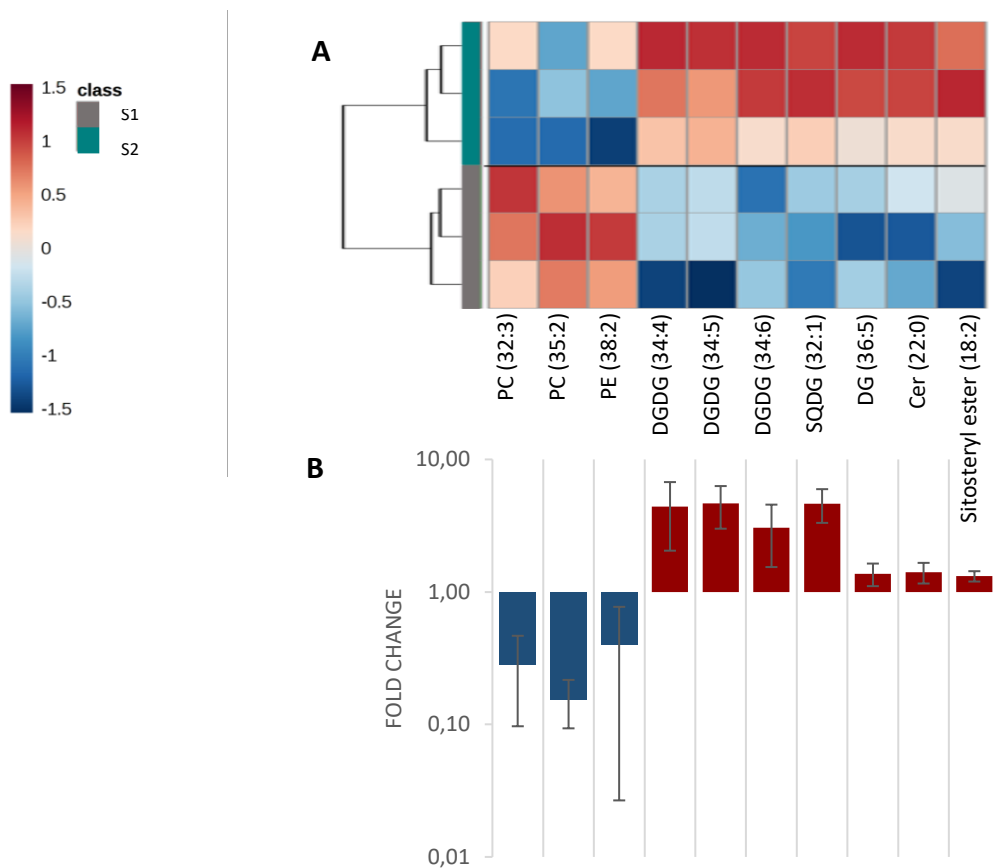 A
1.5
1
0.5
0
-0.5
-1
-1.5
class
S1
S2
PC (32:3)
PC (35:2)
PE (38:2)
DGDG (34:4)
DGDG (34:5)
DGDG (34:6)
SQDG (32:1)
DG (36:5)
Cer (22:0)
Sitosteryl ester (18:2)
B
FOLD CHANGE
10,00
1,00
0,10
0,01